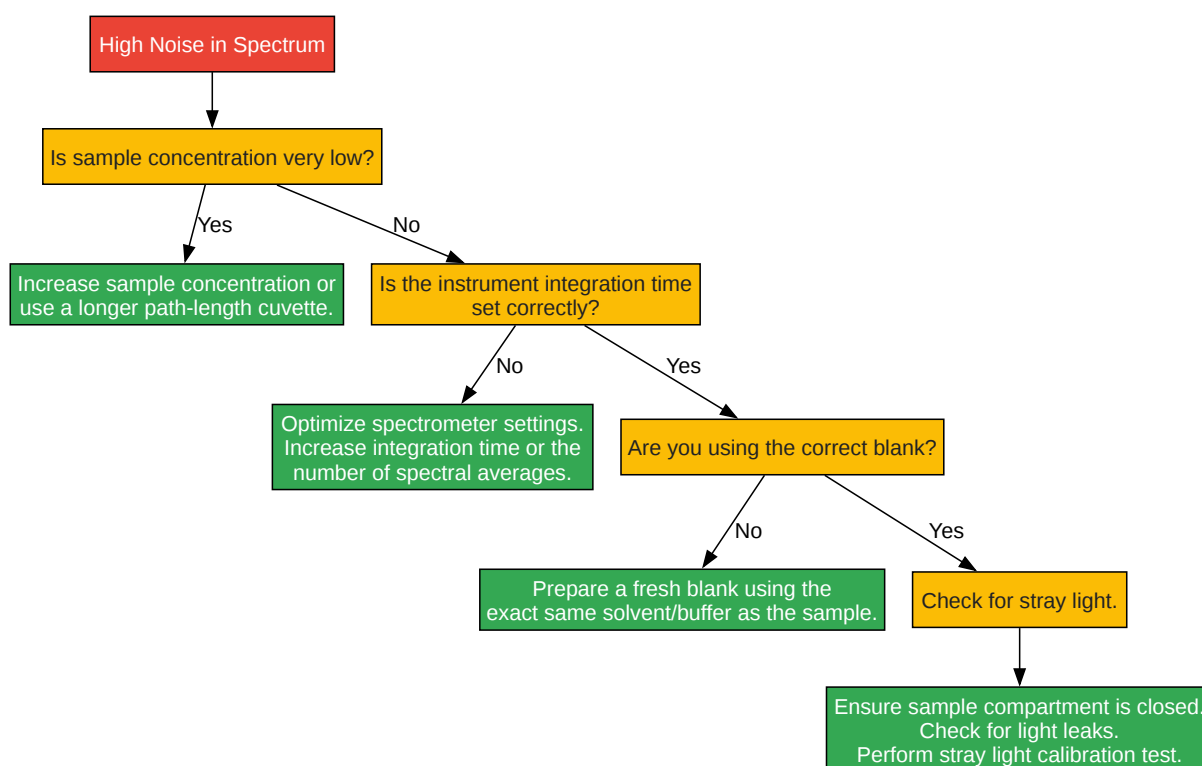 High Noise in Spectrum
Is sample concentration very low?
Yes
No
Increase sample concentration or
use a longer path-length cuvette.
Is the instrument integration time
set correctly?
No
Yes
Optimize spectrometer settings.
Increase integration time or the
number of spectral averages.
Are you using the correct blank?
No
Yes
Prepare a fresh blank using the
exact same solvent/buffer as the sample.
Check for stray light.
Ensure sample compartment is closed.
Check for light leaks.
Perform stray light calibration test.